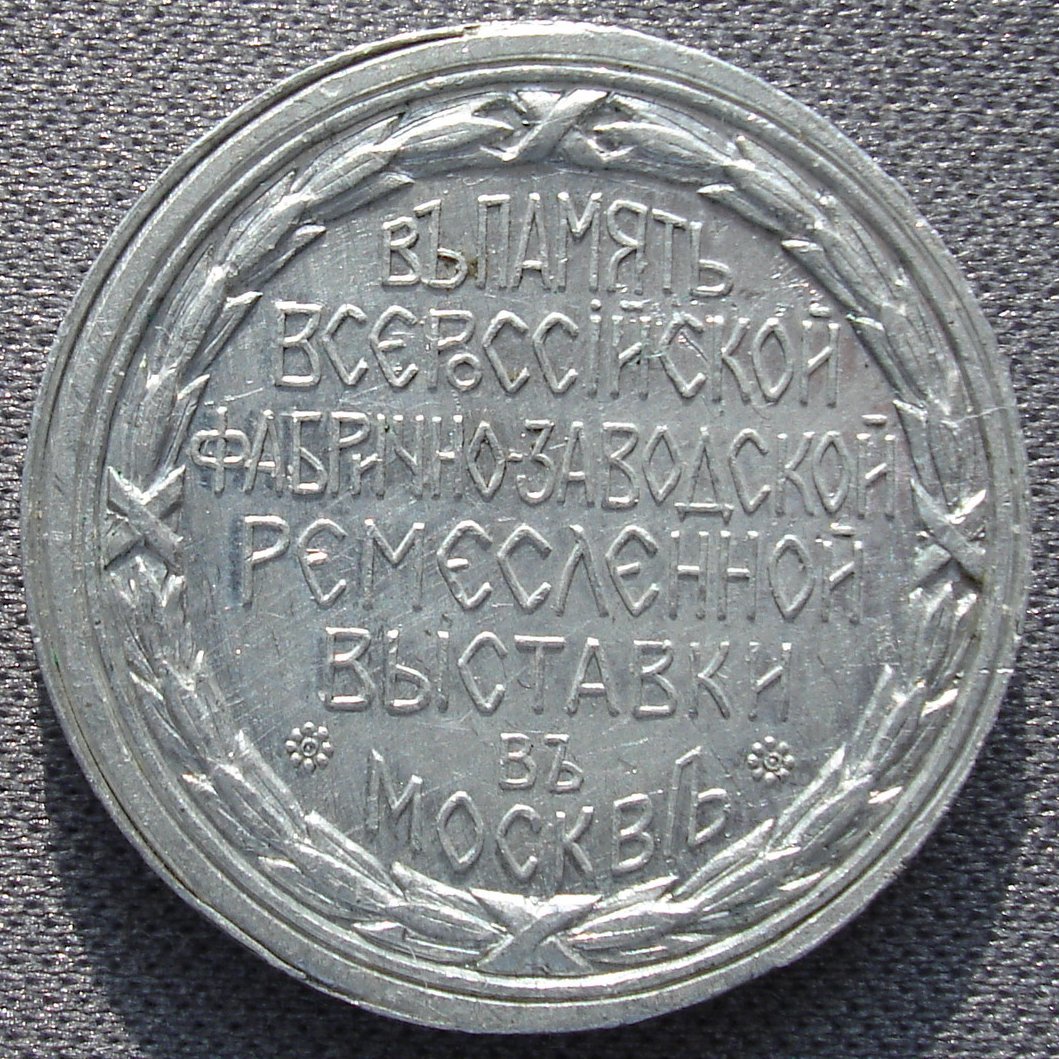 ВЪ ПАМЯТЬ
ВСЕРОССІЙСКОЙ
ФАБРИЧНО-ЗАВОДСКОЙ
РЕМЕСЛЕННОЙ
ВЫСТАВКИ
ВЪ
МОСКВѢ